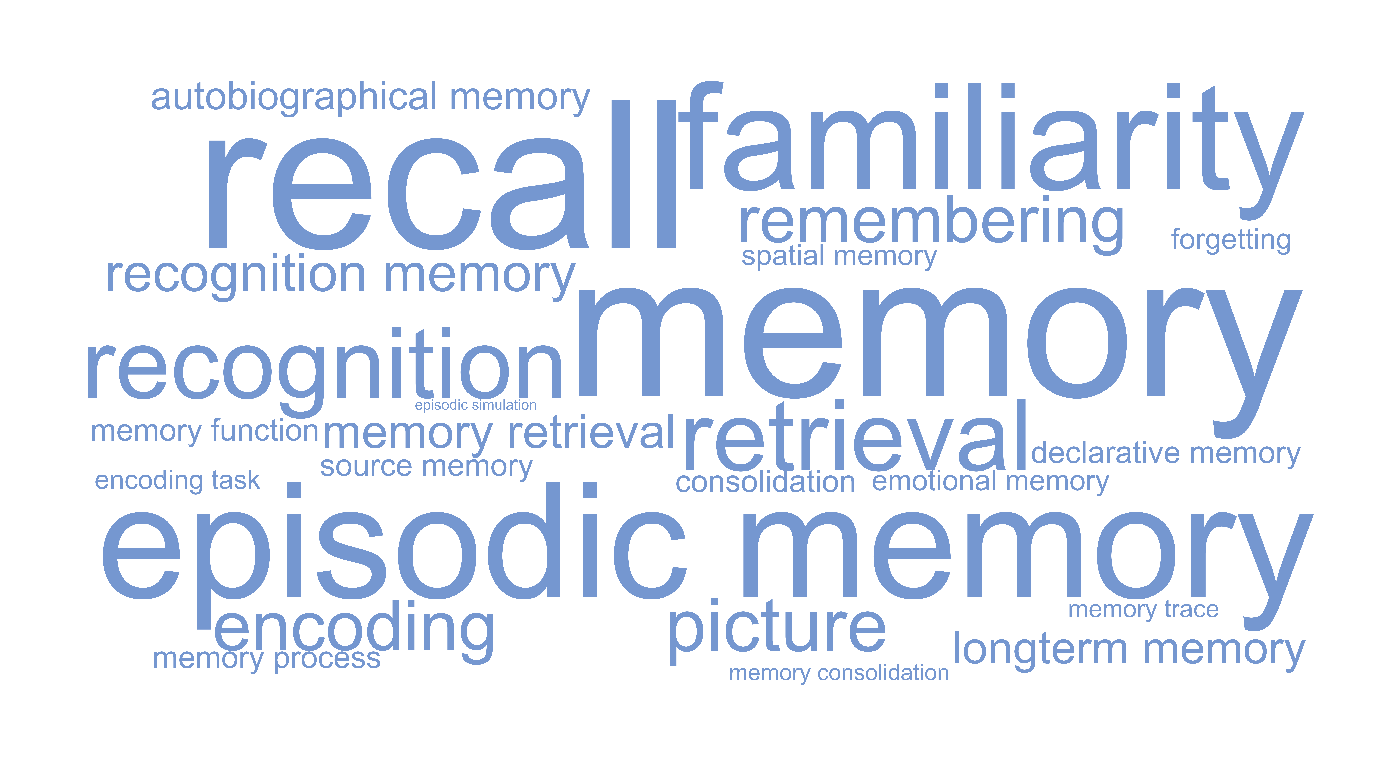 autobiographical memory
familiarity
recall
remembering
forgetting
spatial memory
recognition memory
memory
recognition
episodic simulation
memory function
memory retrieval
retrieval
declarative memory
source memory
encoding task
consolidation
emotional memory
episodic memory
encoding
picture
memory trace
longterm memory
memory process
memory consolidation